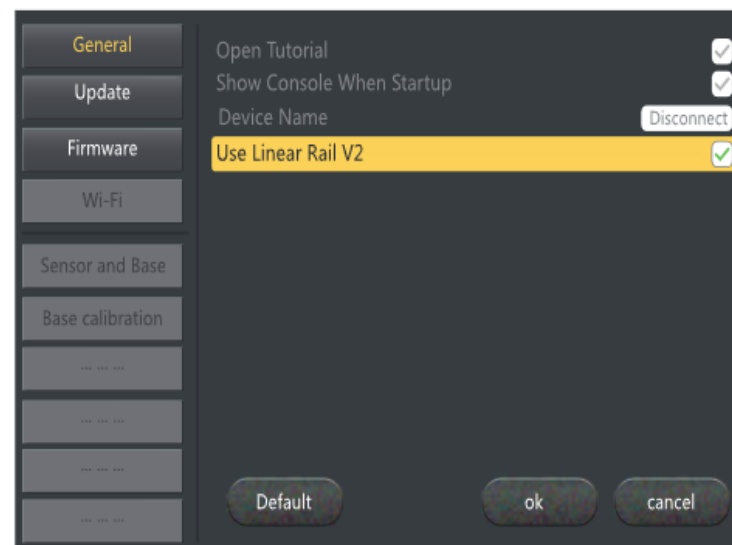 General
Update
Firmware
Wi-Fi
Sensor and Base
Base calibration
... ... ...
... ... ...
... ... ...
... ... ...
Open Tutorial
Show Console When Startup
Device Name
Disconnect
Use Linear Rail V2
Default
ok
cancel